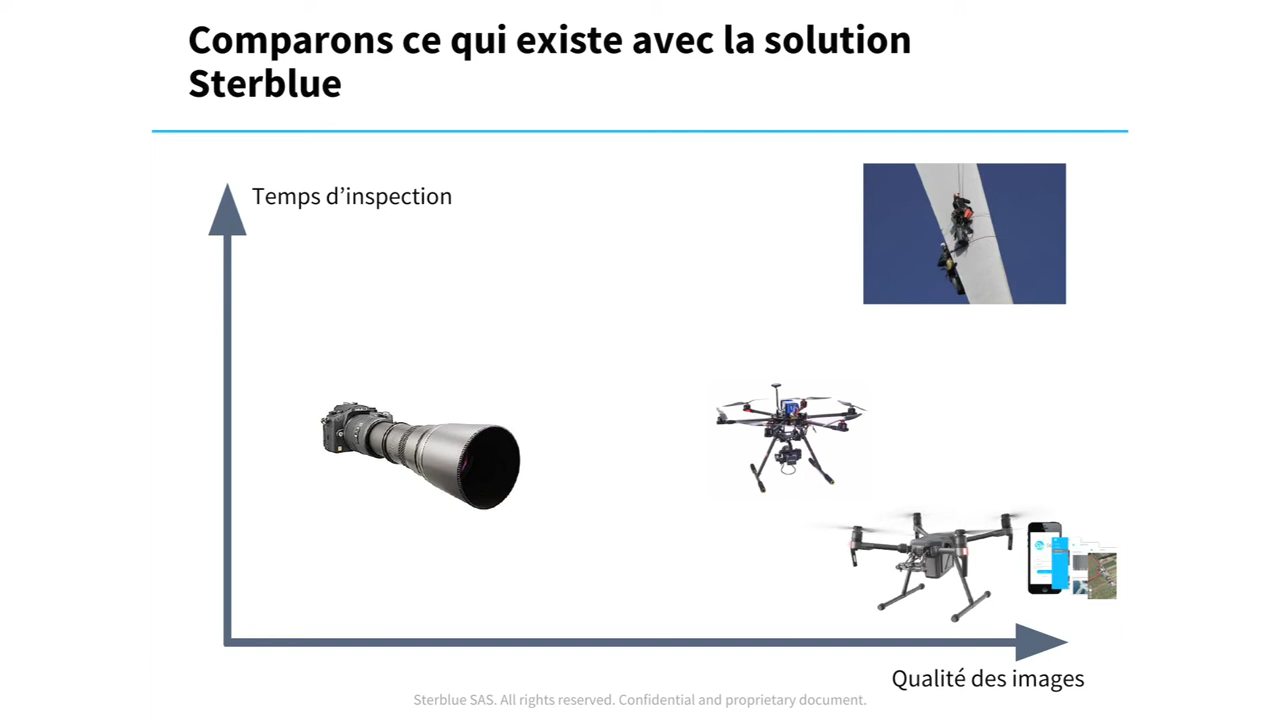 Comparons ce qui existe avec la solution
Sterblue
Temps d’inspection
Qualité des images
Sterblue SAS. All rights reserved. Confidential and proprietary document.